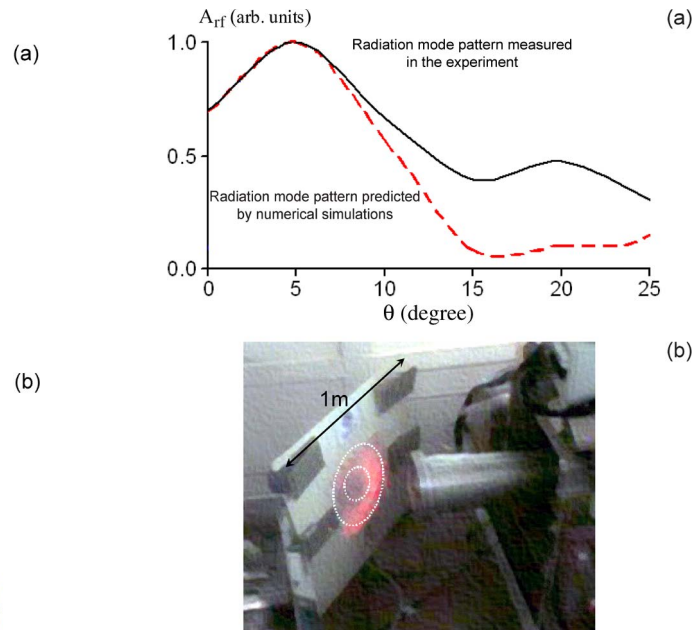 A_rf (arb. units)
(a)
(a)
Radiation mode pattern measured
in the experiment
1.0
0.5
Radiation mode pattern predicted
by numerical simulations
0.0
0 5 10 15 20 25
θ (degree)
(b)
(b)
1m